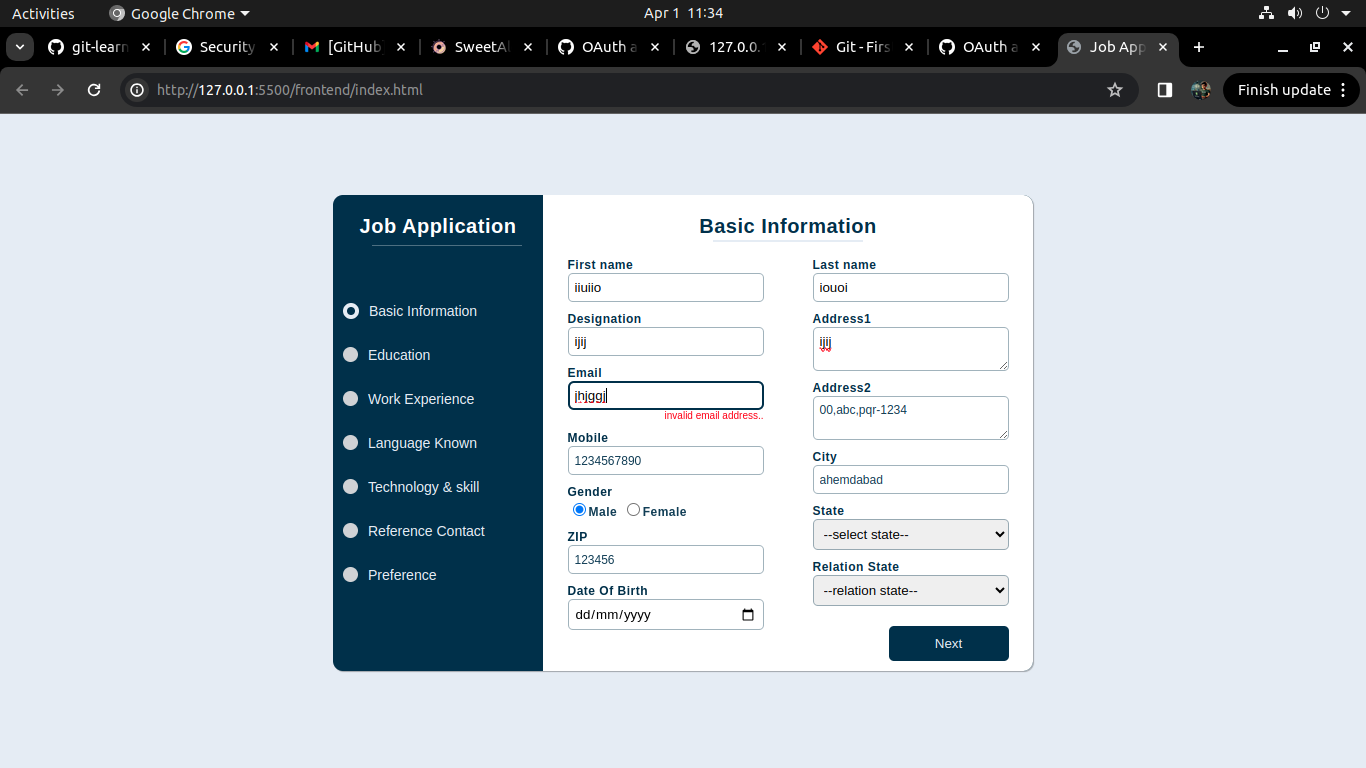 Activities Google Chrome Apr 1 11:34
git-learn Security [GitHub] SweetAl OAuth a 127.0.0. Git - Firs OAuth a Job App
http://127.0.0.1:5500/frontend/index.html Finish update
Job Application
Basic Information
Education
Work Experience
Language Known
Technology & skill
Reference Contact
Preference
Basic Information
First name
iiuiio
Designation
ijij
Email
jhjggj
invalid email address..
Mobile
1234567890
Gender
Male Female
ZIP
123456
Date Of Birth
dd/mm/yyyy
Last name
iouoi
Address1
ijij
Address2
00,abc,pqr-1234
City
ahemdabad
State
--select state--
Relation State
--relation state--
Next